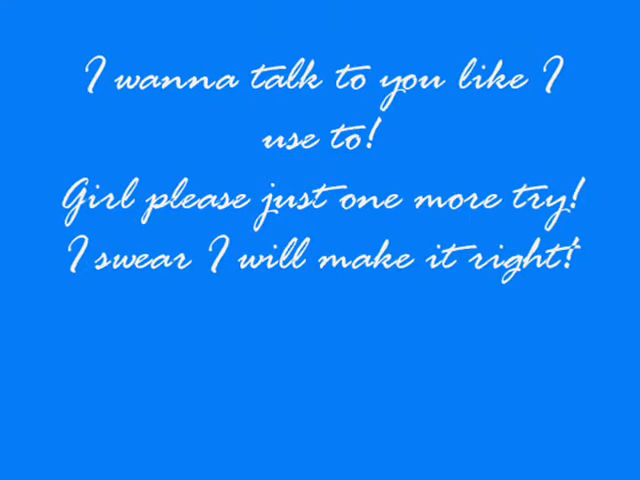 I wanna talk to you like I
use to!
Girl please just one more try!
I swear I will make it right!